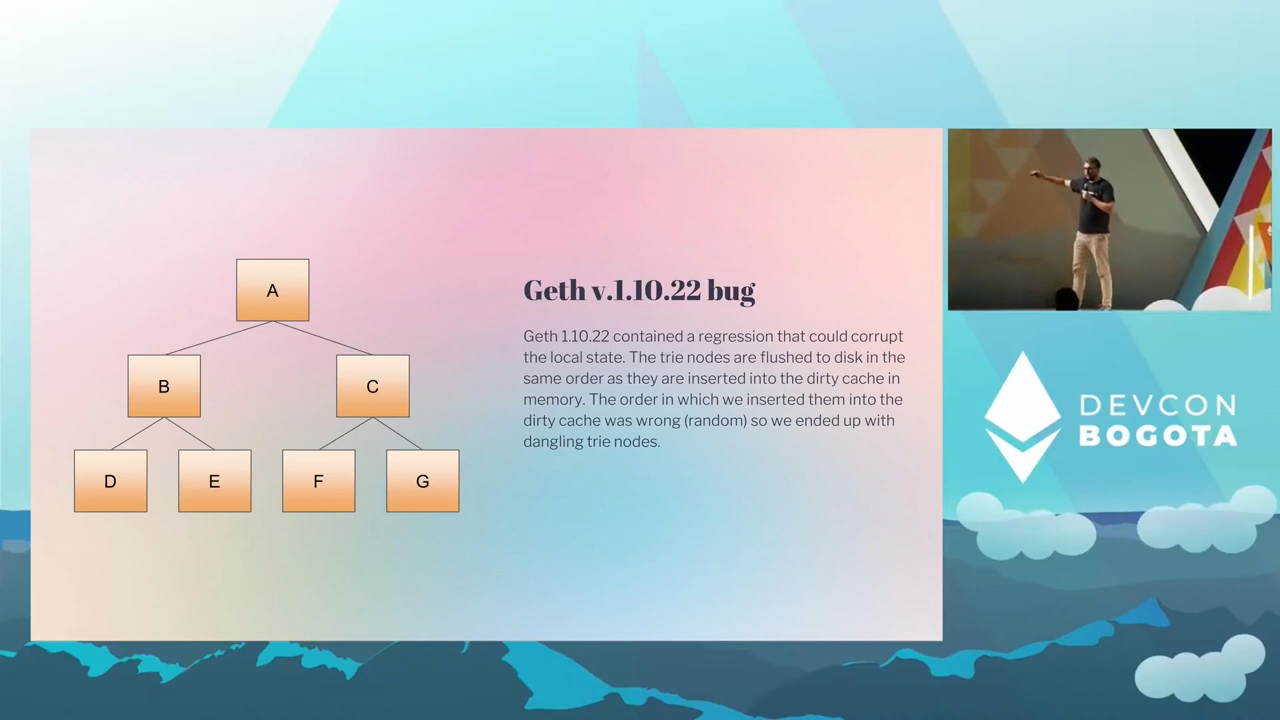 A
B
C
D
E
F
G
Geth v.1.10.22 bug
Geth 1.10.22 contained a regression that could corrupt
the local state. The trie nodes are flushed to disk in the
same order as they are inserted into the dirty cache in
memory. The order in which we inserted them into the
dirty cache was wrong (random) so we ended up with
dangling trie nodes.
DEVCON
BOGOTA